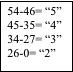 54-46= “5”
45-35= “4”
34-27= “3”
26-0= “2”